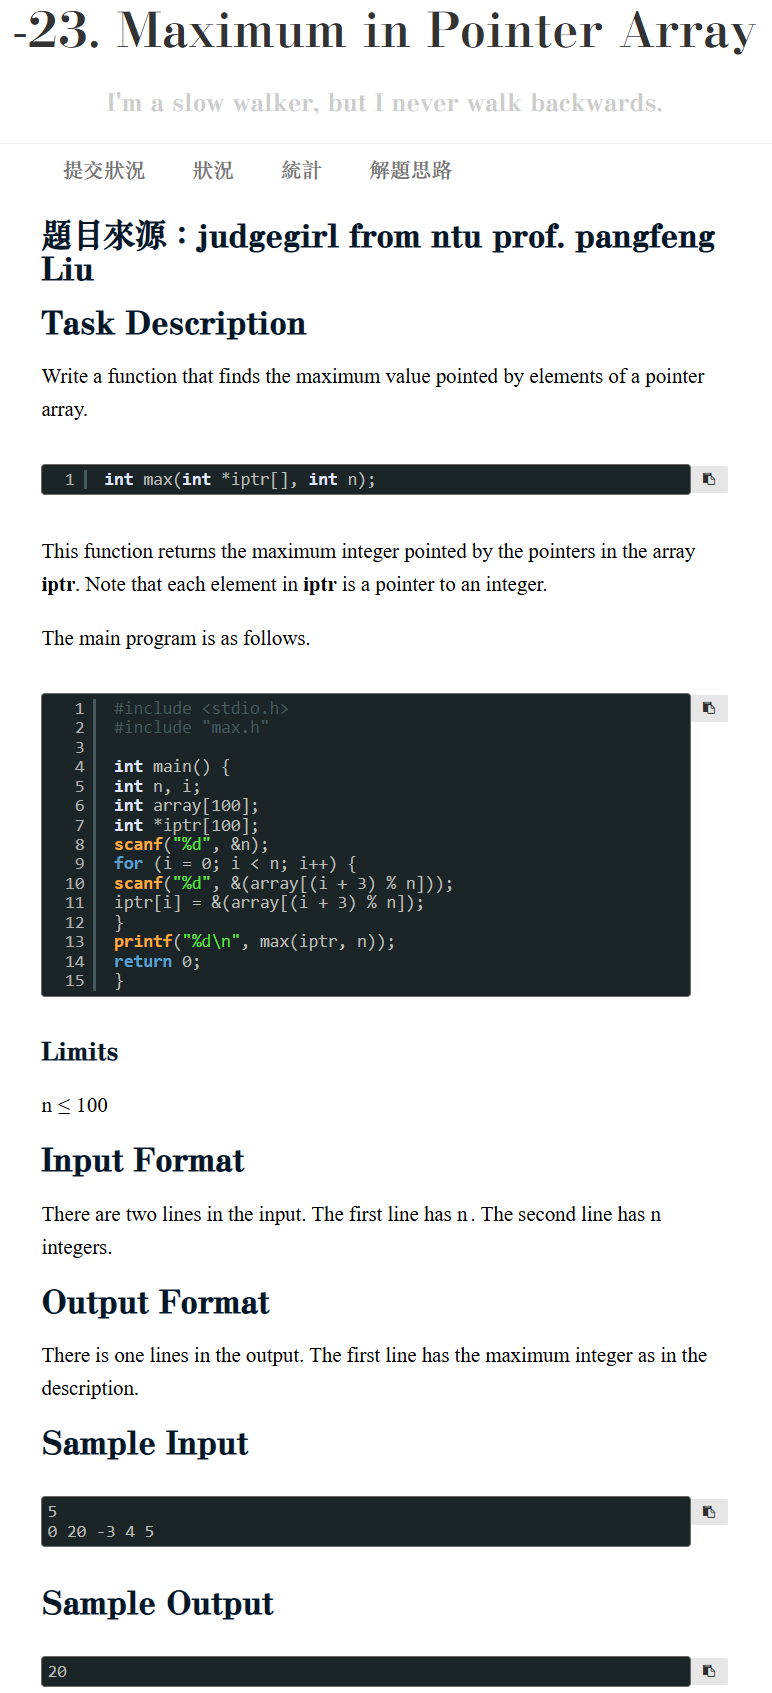 -23. Maximum in Pointer Array
I'm a slow walker, but I never walk backwards.
提交狀況 狀況 統計 解題思路
題目來源：judgegirl from ntu prof. pangfeng
Liu
Task Description
Write a function that finds the maximum value pointed by elements of a pointer
array.
1 int max(int *iptr[], int n);
This function returns the maximum integer pointed by the pointers in the array
iptr. Note that each element in iptr is a pointer to an integer.
The main program is as follows.
1 #include <stdio.h>
2 #include "max.h"
3
4 int main() {
5 int n, i;
6 int array[100];
7 int *iptr[100];
8 scanf("%d", &n);
9 for (i = 0; i < n; i++) {
10 scanf("%d", &(array[(i + 3) % n]));
11 iptr[i] = &(array[(i + 3) % n]);
12 }
13 printf("%d\n", max(iptr, n));
14 return 0;
15 }
Limits
n ≤ 100
Input Format
There are two lines in the input. The first line has n . The second line has n
integers.
Output Format
There is one lines in the output. The first line has the maximum integer as in the
description.
Sample Input
5
0 20 -3 4 5
Sample Output
20